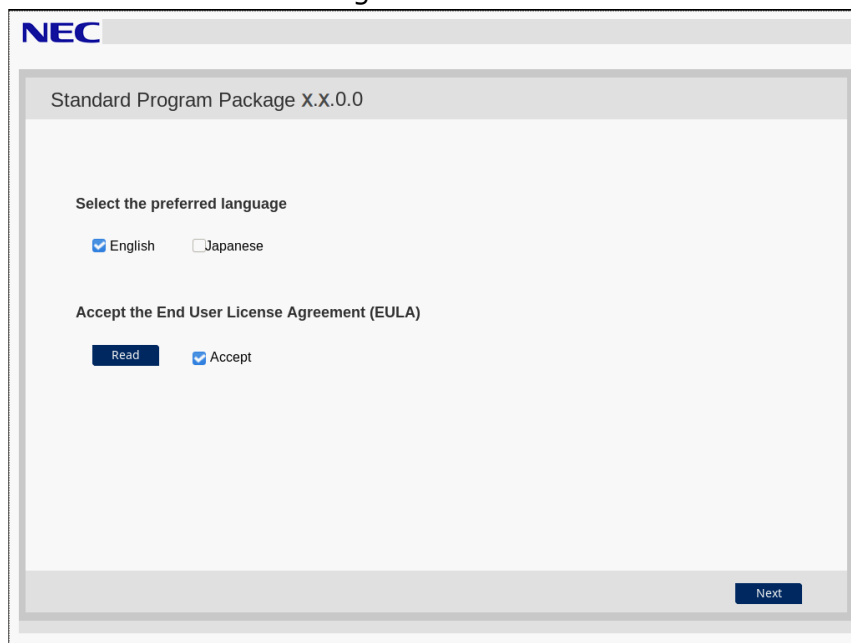 NEC
Standard Program Package X.X.0.0
Select the preferred language
English Japanese
Accept the End User License Agreement (EULA)
Read Accept
Next